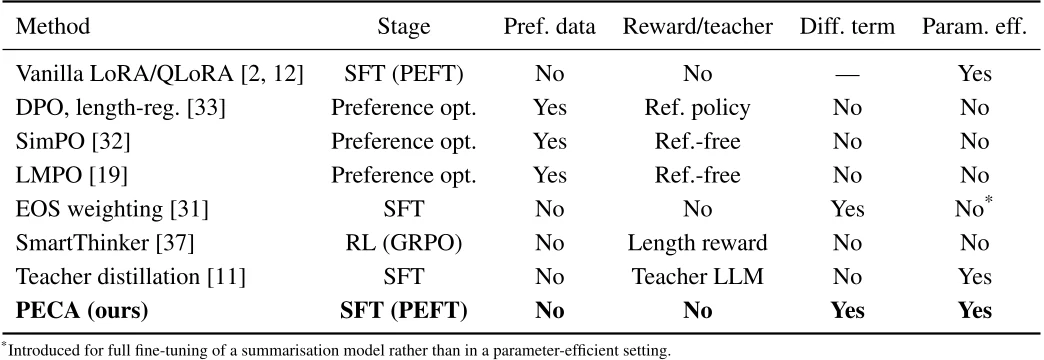 Method Stage Pref. data Reward/teacher Diff. term Param. eff.
Vanilla LoRA/QLoRA [2, 12] SFT (PEFT) No No — Yes
DPO, length-reg. [33] Preference opt. Yes Ref. policy No No
SimPO [32] Preference opt. Yes Ref.-free No No
LMPO [19] Preference opt. Yes Ref.-free No No
EOS weighting [31] SFT No No Yes No*
SmartThinker [37] RL (GRPO) No Length reward No No
Teacher distillation [11] SFT No Teacher LLM No Yes
PECA (ours) SFT (PEFT) No No Yes Yes
*Introduced for full fine-tuning of a summarisation model rather than in a parameter-efficient setting.